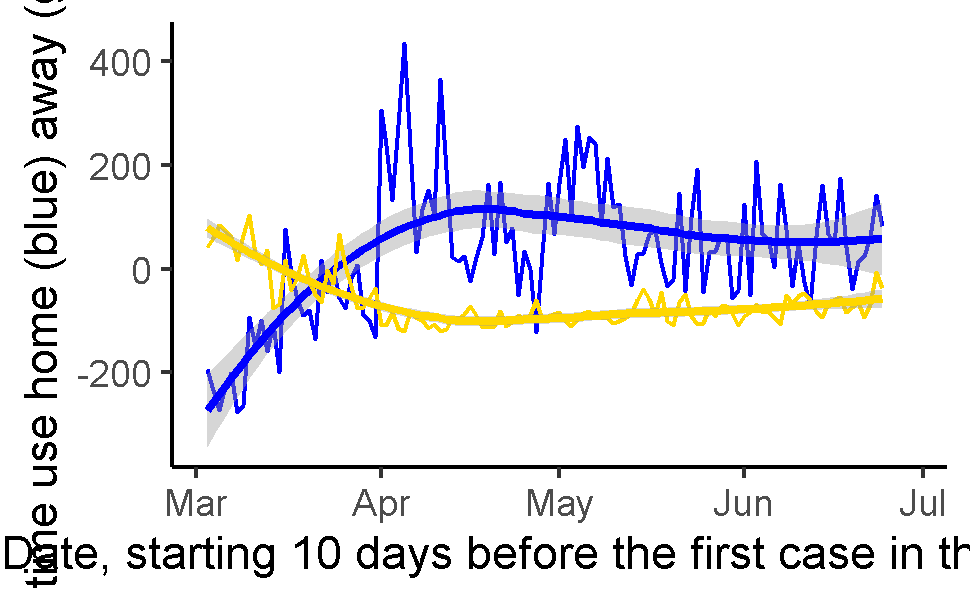 time use home (blue) away (
400
200
0
-200
Mar Apr May Jun Jul
Date, starting 10 days before the first case in th